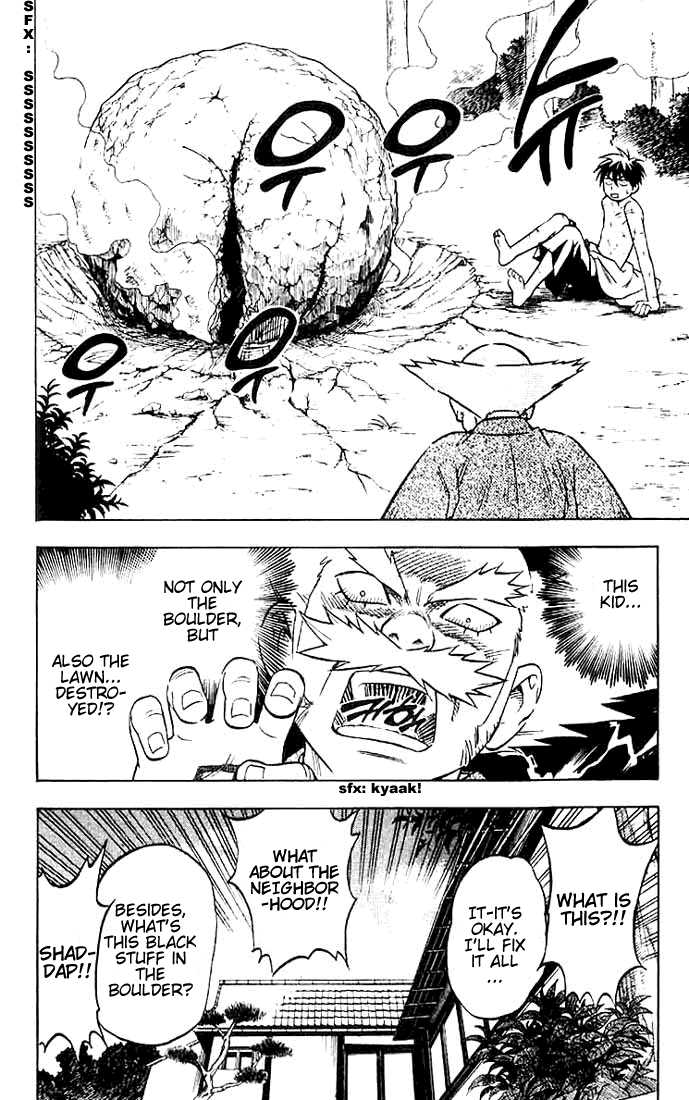 SFX: SSSSSSSSSSS
슈
우
우
우
우
THIS
KID...
NOT ONLY
THE
BOULDER,
BUT
ALSO THE
LAWN...
DESTRO-
YED!?
sfx: kyaak!
WHAT IS
THIS?!!
IT-IT'S
OKAY.
I'LL FIX
IT ALL
...
WHAT
ABOUT THE
NEIGHBOR
-HOOD!!
BESIDES,
WHAT'S
THIS BLACK
STUFF IN
THE
BOULDER?
SHAD-
DAP!!